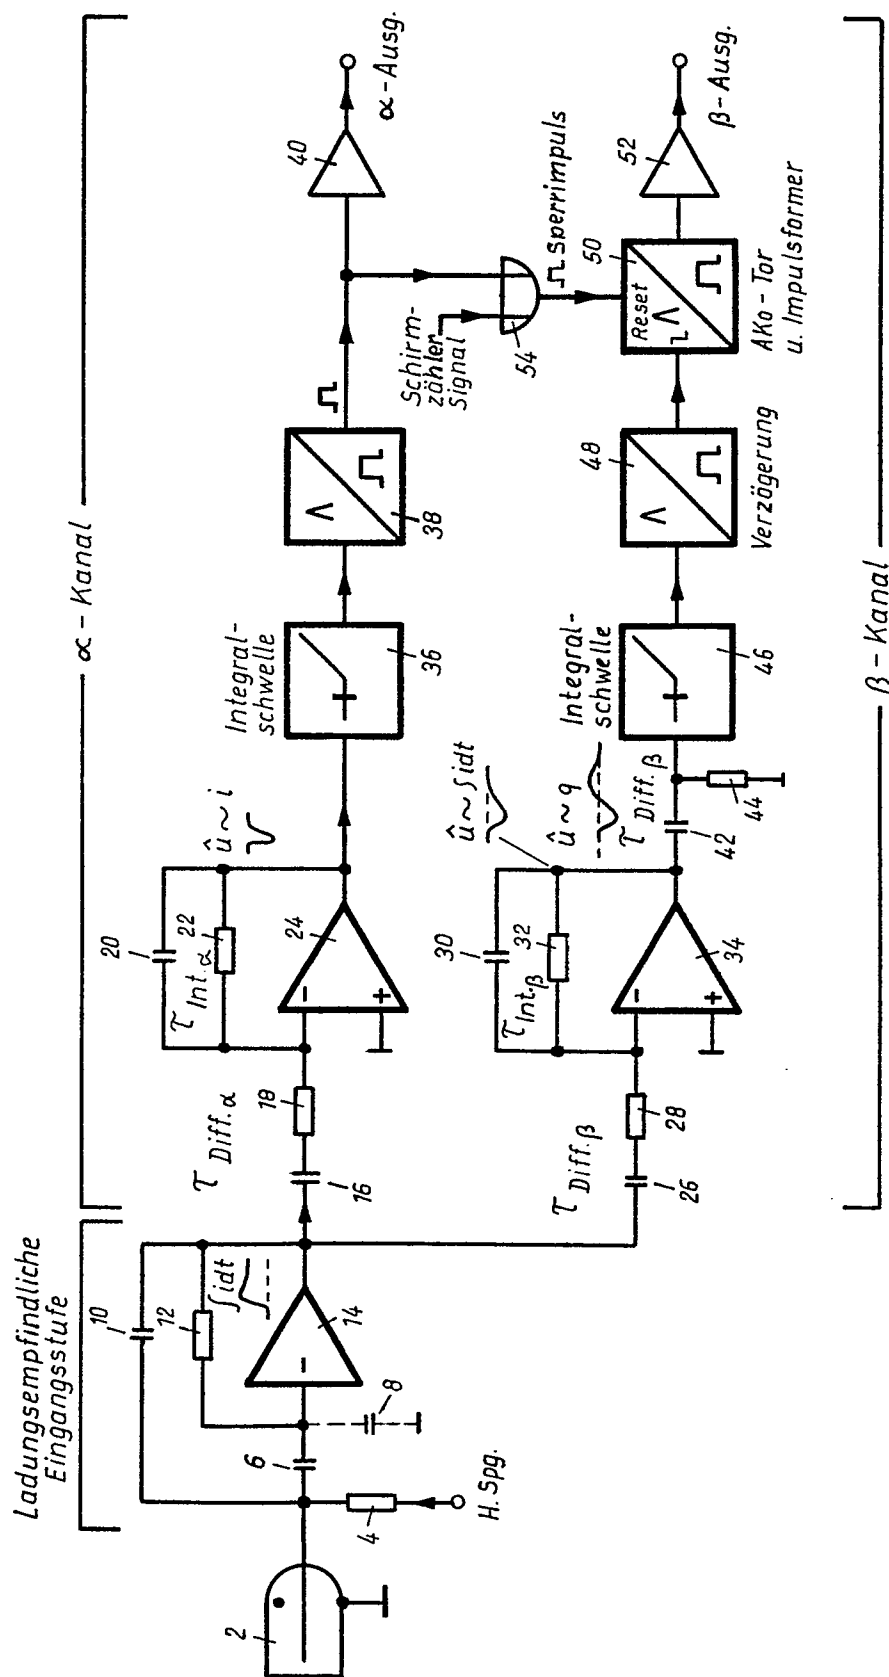 Ladungsempfindliche
Eingangsstufe
α-Kanal
10
12
∫idt
14
8
6
4
H. Spg.
2
τ Diff. α
16
18
20
22
τ Int. α
24
−
+
û ~ i
Integral-
schwelle
36
38
40
α-Ausg.
Schirm-
zähler
Signal
54
Sperrimpuls
τ Diff. β
26
28
30
32
τ Int. β
34
−
+
û ~ ∫idt
û ~ q
τ Diff. β
42
44
Integral-
schwelle
46
48
Verzägerung
Reset
50
AKo-Tor
u. Impulsformer
52
β-Ausg.
β-Kanal